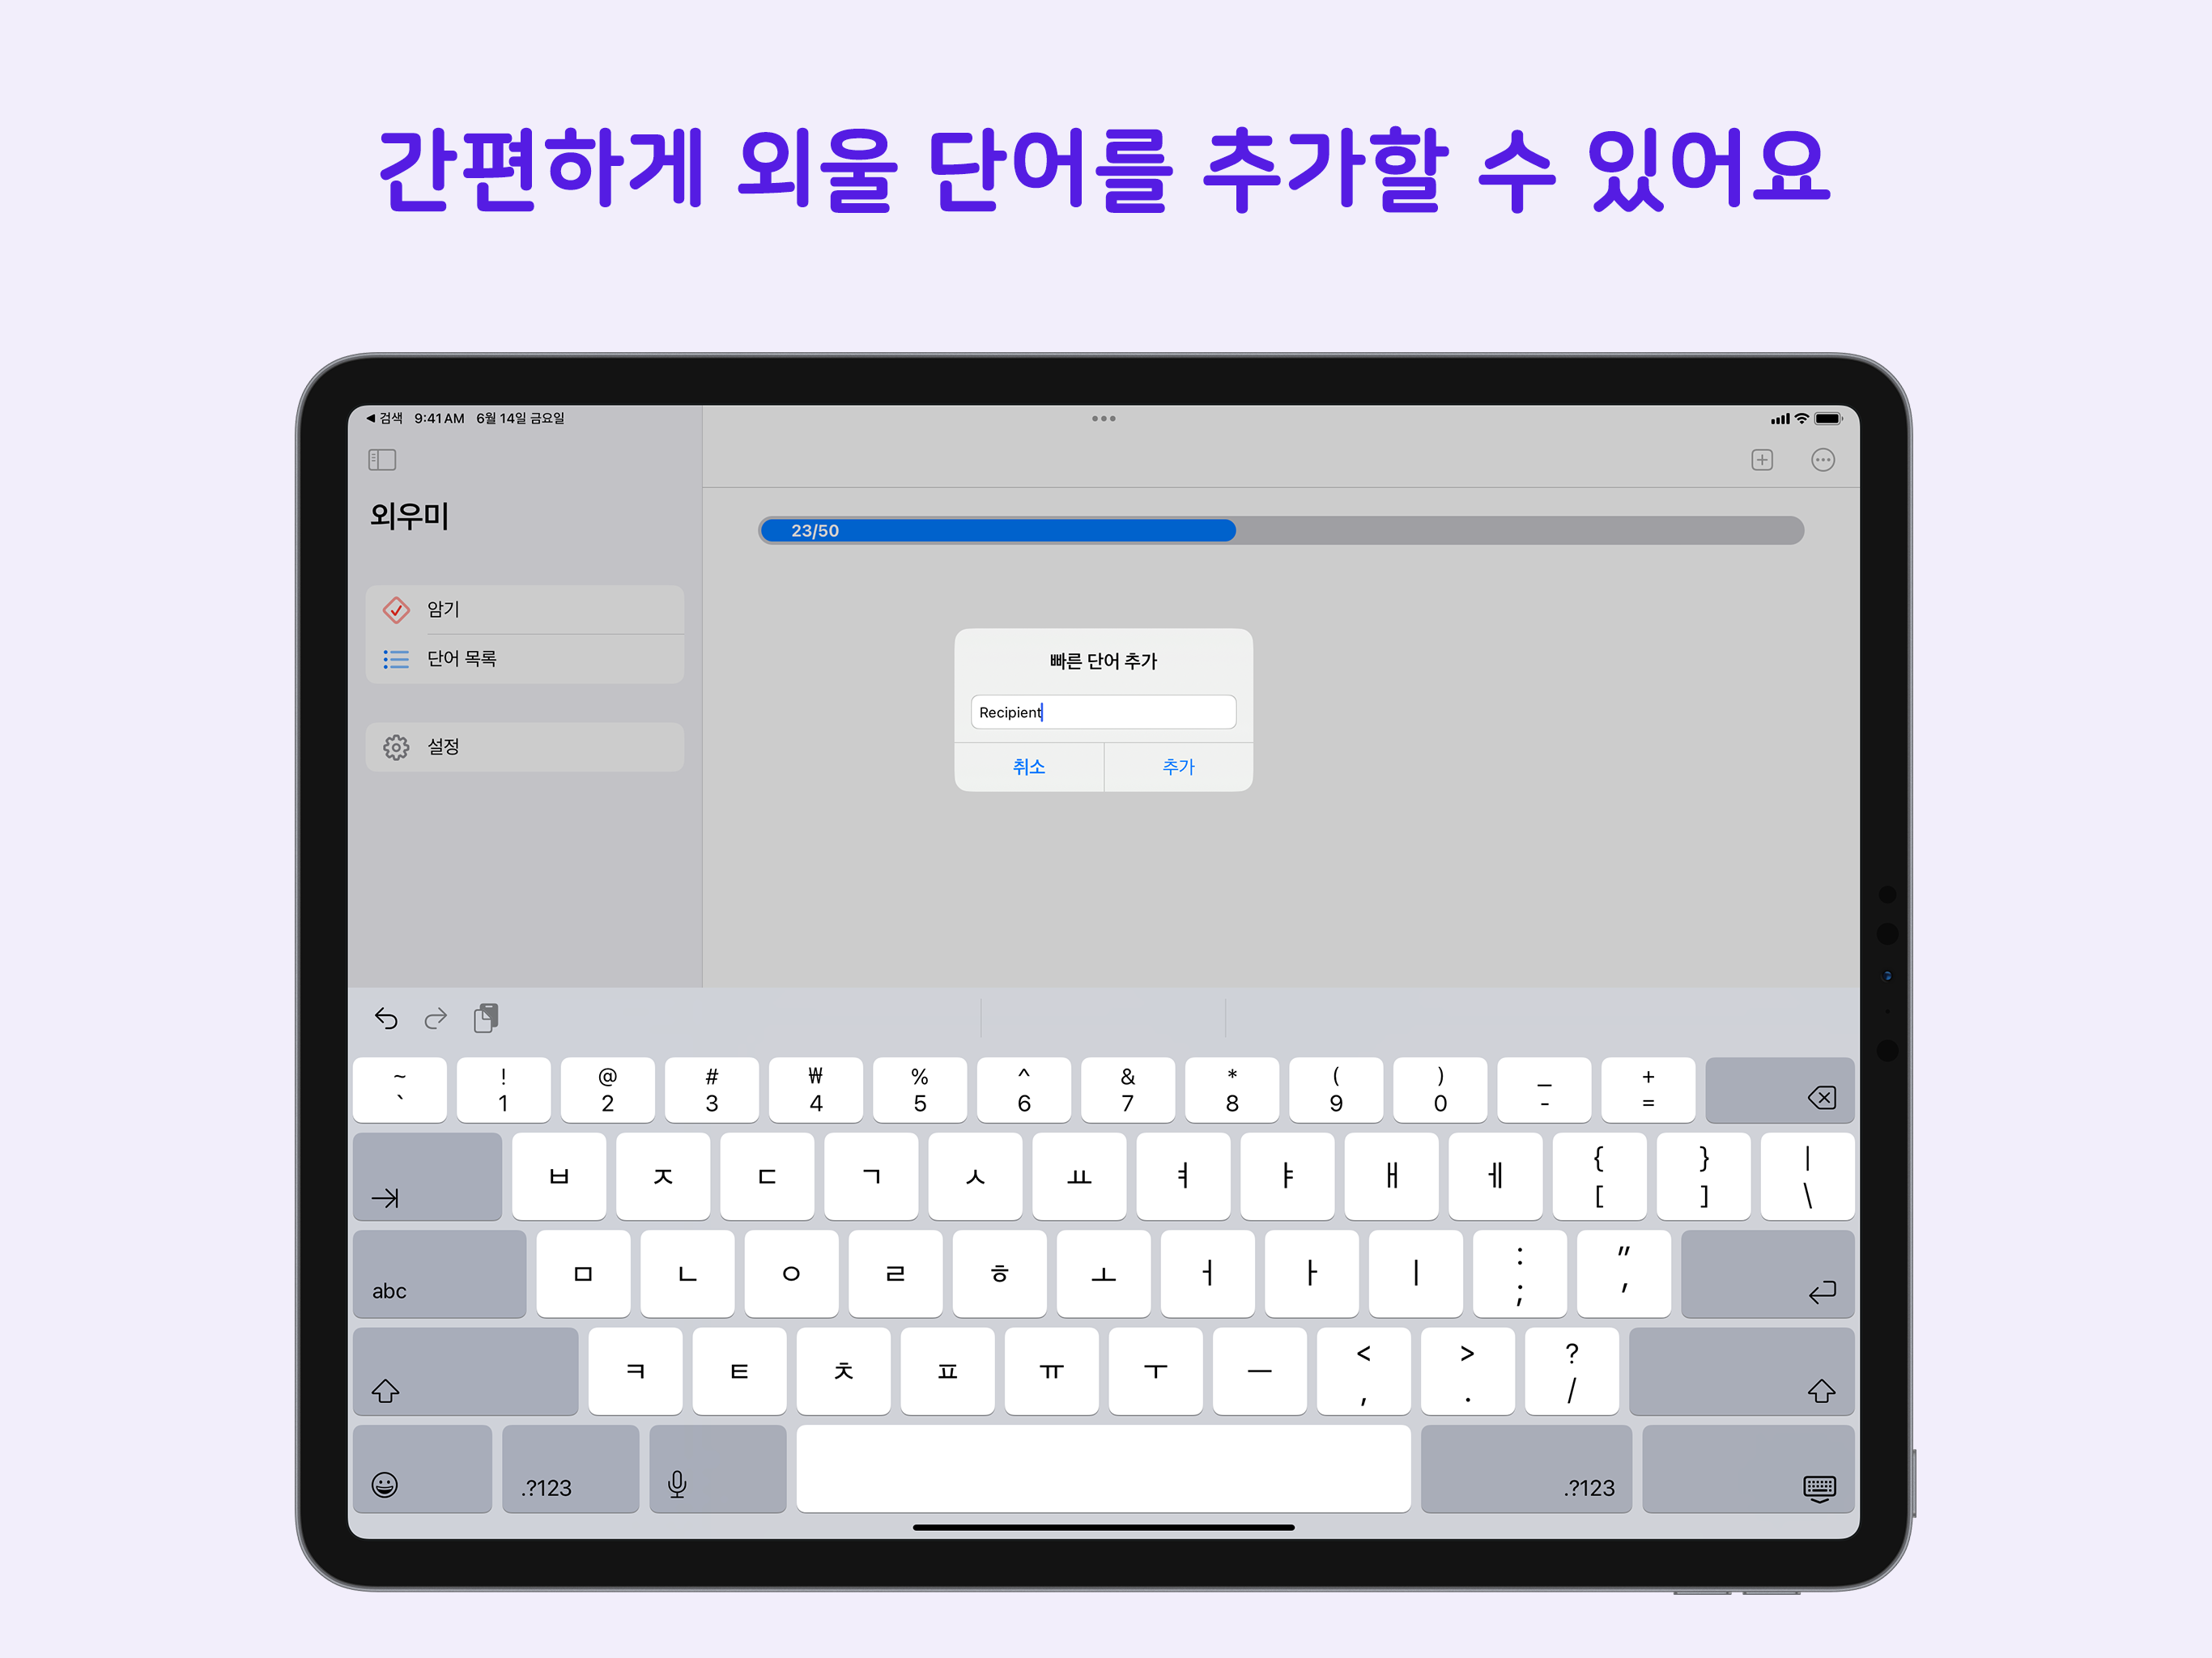 간편하게 외울 단어를 추가할 수 있어요
◀ 검색 9:41 AM 6월 14일 금요일
외우미
23/50
암기
단어 목록
설정
빠른 단어 추가
Recipient
취소 추가
~ ! @ # ₩ % ^ & * ( ) _ +
` 1 2 3 4 5 6 7 8 9 0 - =
ㅂ ㅈ ㄷ ㄱ ㅅ ㅛ ㅕ ㅑ ㅐ ㅔ { } |
[ ] \
abc ㅁ ㄴ ㅇ ㄹ ㅎ ㅗ ㅓ ㅏ ㅣ : "
; '
ㅋ ㅌ ㅊ ㅍ ㅠ ㅜ ㅡ < > ?
, . /
.?123 .?123